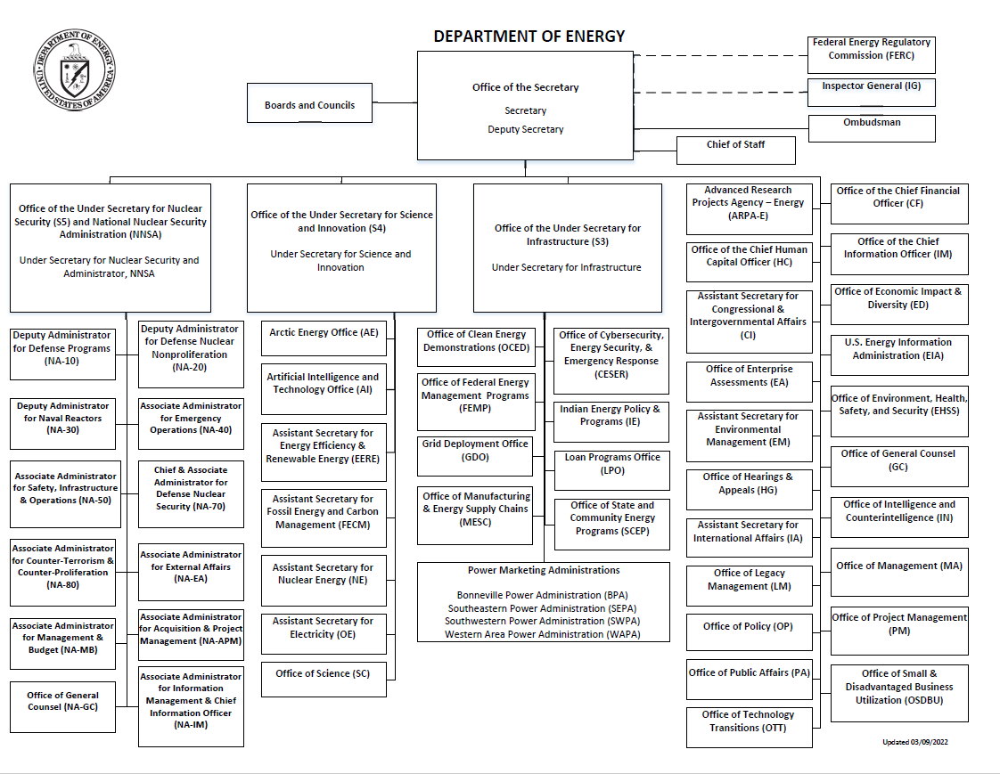 DEPARTMENT OF ENERGY
DEPARTMENT OF ENERGY
UNITED STATES OF AMERICA
Federal Energy Regulatory
Commission (FERC)
Inspector General (IG)
Ombudsman
Chief of Staff
Boards and Councils
Office of the Secretary
Secretary
Deputy Secretary
Office of the Under Secretary for Nuclear
Security (S5) and National Nuclear Security
Administration (NNSA)
Under Secretary for Nuclear Security and
Administrator, NNSA
Deputy Administrator
for Defense Programs
(NA-10)
Deputy Administrator
for Defense Nuclear
Nonproliferation
(NA-20)
Deputy Administrator
for Naval Reactors
(NA-30)
Associate Administrator
for Emergency
Operations (NA-40)
Associate Administrator
for Safety, Infrastructure
& Operations (NA-50)
Chief & Associate
Administrator for
Defense Nuclear
Security (NA-70)
Associate Administrator
for Counter-Terrorism &
Counter-Proliferation
(NA-80)
Associate Administrator
for External Affairs
(NA-EA)
Associate Administrator
for Management &
Budget (NA-MB)
Associate Administrator
for Acquisition & Project
Management (NA-APM)
Office of General
Counsel (NA-GC)
Associate Administrator
for Information
Management & Chief
Information Officer
(NA-IM)
Office of the Under Secretary for Science
and Innovation (S4)
Under Secretary for Science and
Innovation
Arctic Energy Office (AE)
Artificial Intelligence and
Technology Office (AI)
Assistant Secretary for
Energy Efficiency &
Renewable Energy (EERE)
Assistant Secretary for
Fossil Energy and Carbon
Management (FECM)
Assistant Secretary for
Nuclear Energy (NE)
Assistant Secretary for
Electricity (OE)
Office of Science (SC)
Office of the Under Secretary for
Infrastructure (S3)
Under Secretary for Infrastructure
Office of Clean Energy
Demonstrations (OCED)
Office of Cybersecurity,
Energy Security, &
Emergency Response
(CESER)
Office of Federal Energy
Management Programs
(FEMP)
Indian Energy Policy &
Programs (IE)
Grid Deployment Office
(GDO)
Loan Programs Office
(LPO)
Office of Manufacturing
& Energy Supply Chains
(MESC)
Office of State and
Community Energy
Programs (SCEP)
Power Marketing Administrations
Bonneville Power Administration (BPA)
Southeastern Power Administration (SEPA)
Southwestern Power Administration (SWPA)
Western Area Power Administration (WAPA)
Advanced Research
Projects Agency – Energy
(ARPA-E)
Office of the Chief Financial
Officer (CF)
Office of the Chief Human
Capital Officer (HC)
Office of the Chief
Information Officer (IM)
Assistant Secretary for
Congressional &
Intergovernmental Affairs
(CI)
Office of Economic Impact &
Diversity (ED)
U.S. Energy Information
Administration (EIA)
Office of Enterprise
Assessments (EA)
Office of Environment, Health,
Safety, and Security (EHSS)
Assistant Secretary for
Environmental
Management (EM)
Office of General Counsel
(GC)
Office of Hearings &
Appeals (HG)
Office of Intelligence and
Counterintelligence (IN)
Assistant Secretary for
International Affairs (IA)
Office of Management (MA)
Office of Legacy
Management (LM)
Office of Project Management
(PM)
Office of Policy (OP)
Office of Public Affairs (PA)
Office of Small &
Disadvantaged Business
Utilization (OSDBU)
Office of Technology
Transitions (OTT)
Updated 03/09/2022